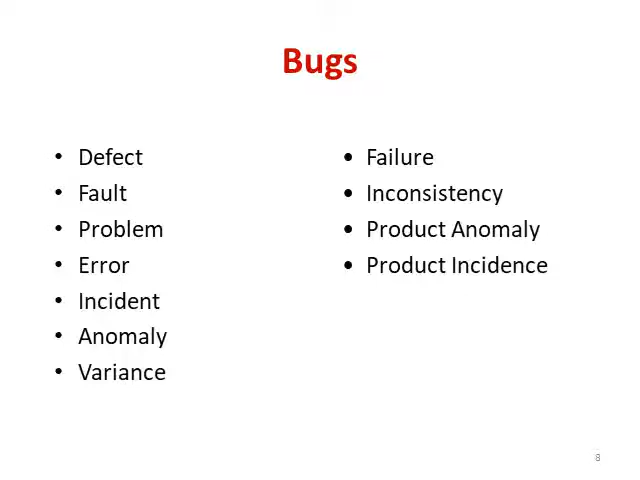 Bugs
• Defect
• Fault
• Problem
• Error
• Incident
• Anomaly
• Variance
• Failure
• Inconsistency
• Product Anomaly
• Product Incidence
8